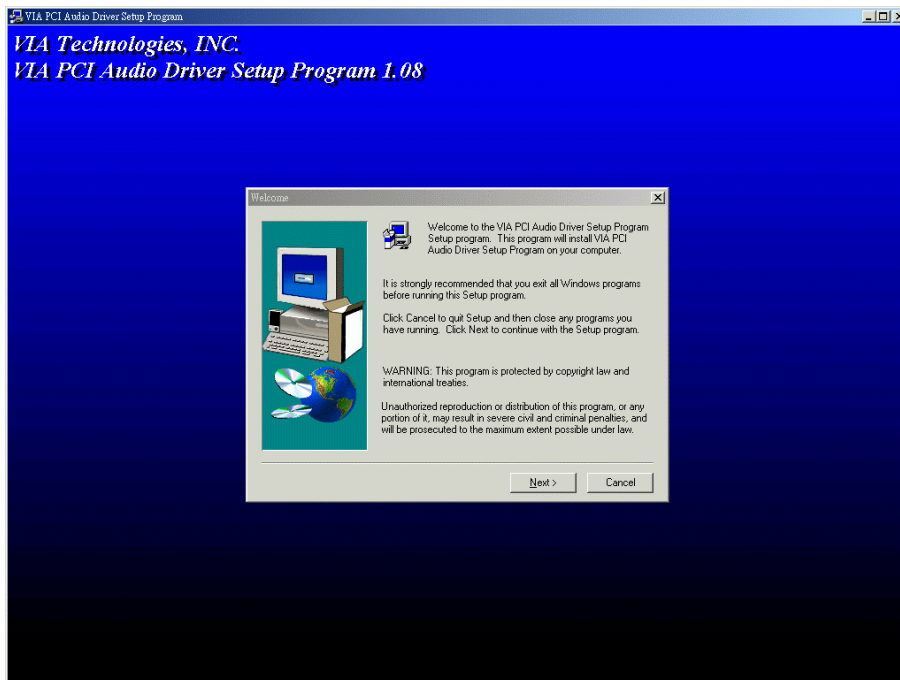 VIA PCI Audio Driver Setup Program
VIA Technologies, INC.
VIA PCI Audio Driver Setup Program 1.08
Welcome
Welcome to the VIA PCI Audio Driver Setup Program
Setup program. This program will install VIA PCI
Audio Driver Setup Program on your computer.
It is strongly recommended that you exit all Windows programs
before running this Setup program.
Click Cancel to quit Setup and then close any programs you
have running. Click Next to continue with the Setup program.
WARNING: This program is protected by copyright law and
international treaties.
Unauthorized reproduction or distribution of this program, or any
portion of it, may result in severe civil and criminal penalties, and
will be prosecuted to the maximum extent possible under law.
Next > Cancel